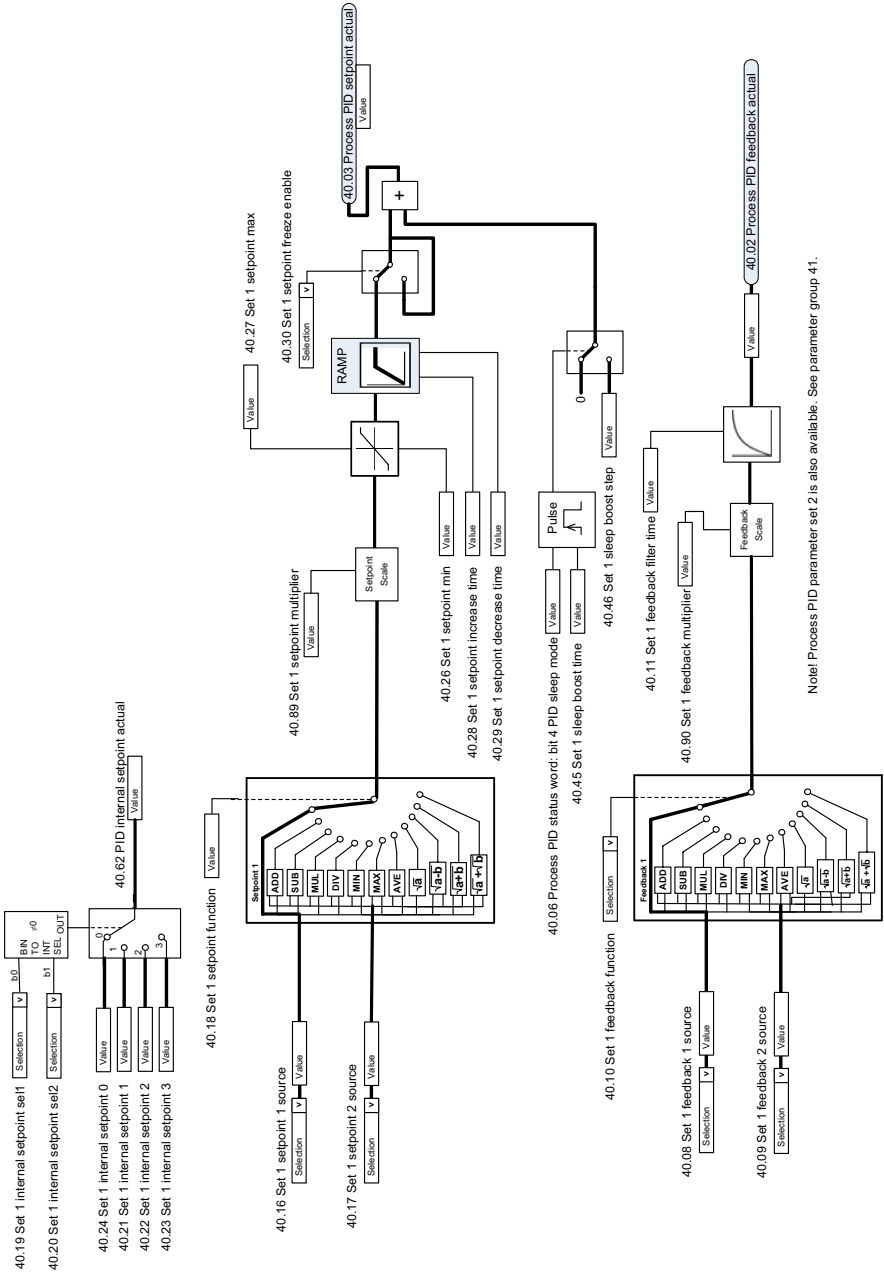 40.19 Set 1 internal setpoint sel1
Selection
v
b0
40.20 Set 1 internal setpoint sel2
Selection
v
b1
BIN
TO
INT
SEL
≠0
OUT
40.24 Set 1 internal setpoint 0
Value
0
40.21 Set 1 internal setpoint 1
Value
1
40.22 Set 1 internal setpoint 2
Value
2
40.23 Set 1 internal setpoint 3
Value
3
40.62 PID internal setpoint actual
Value
40.18 Set 1 setpoint function
Value
40.16 Set 1 setpoint 1 source
Selection
v
Value
40.17 Set 1 setpoint 2 source
Selection
v
Value
Setpoint 1
ADD
SUB
MUL
DIV
MIN
MAX
AVE
√a
√a-b
√a+b
√a +√b
40.89 Set 1 setpoint multiplier
Value
Setpoint
Scale
40.27 Set 1 setpoint max
Value
40.26 Set 1 setpoint min
Value
40.28 Set 1 setpoint increase time
Value
40.29 Set 1 setpoint decrease time
Value
RAMP
40.30 Set 1 setpoint freeze enable
Selection
v
+
40.03 Process PID setpoint actual
Value
40.06 Process PID status word: bit 4 PID sleep mode
Value
40.45 Set 1 sleep boost time
Value
Pulse
0
40.46 Set 1 sleep boost step
Value
40.10 Set 1 feedback function
Selection
v
40.08 Set 1 feedback 1 source
Selection
v
Value
40.09 Set 1 feedback 2 source
Selection
v
Value
Feedback 1
ADD
SUB
MUL
DIV
MIN
MAX
AVE
√a
√a-b
√a+b
√a +√b
40.90 Set 1 feedback multiplier
Value
Feedback
Scale
40.11 Set 1 feedback filter time
Value
Value
40.02 Process PID feedback actual
Note! Process PID parameter set 2 is also available. See parameter group 41.